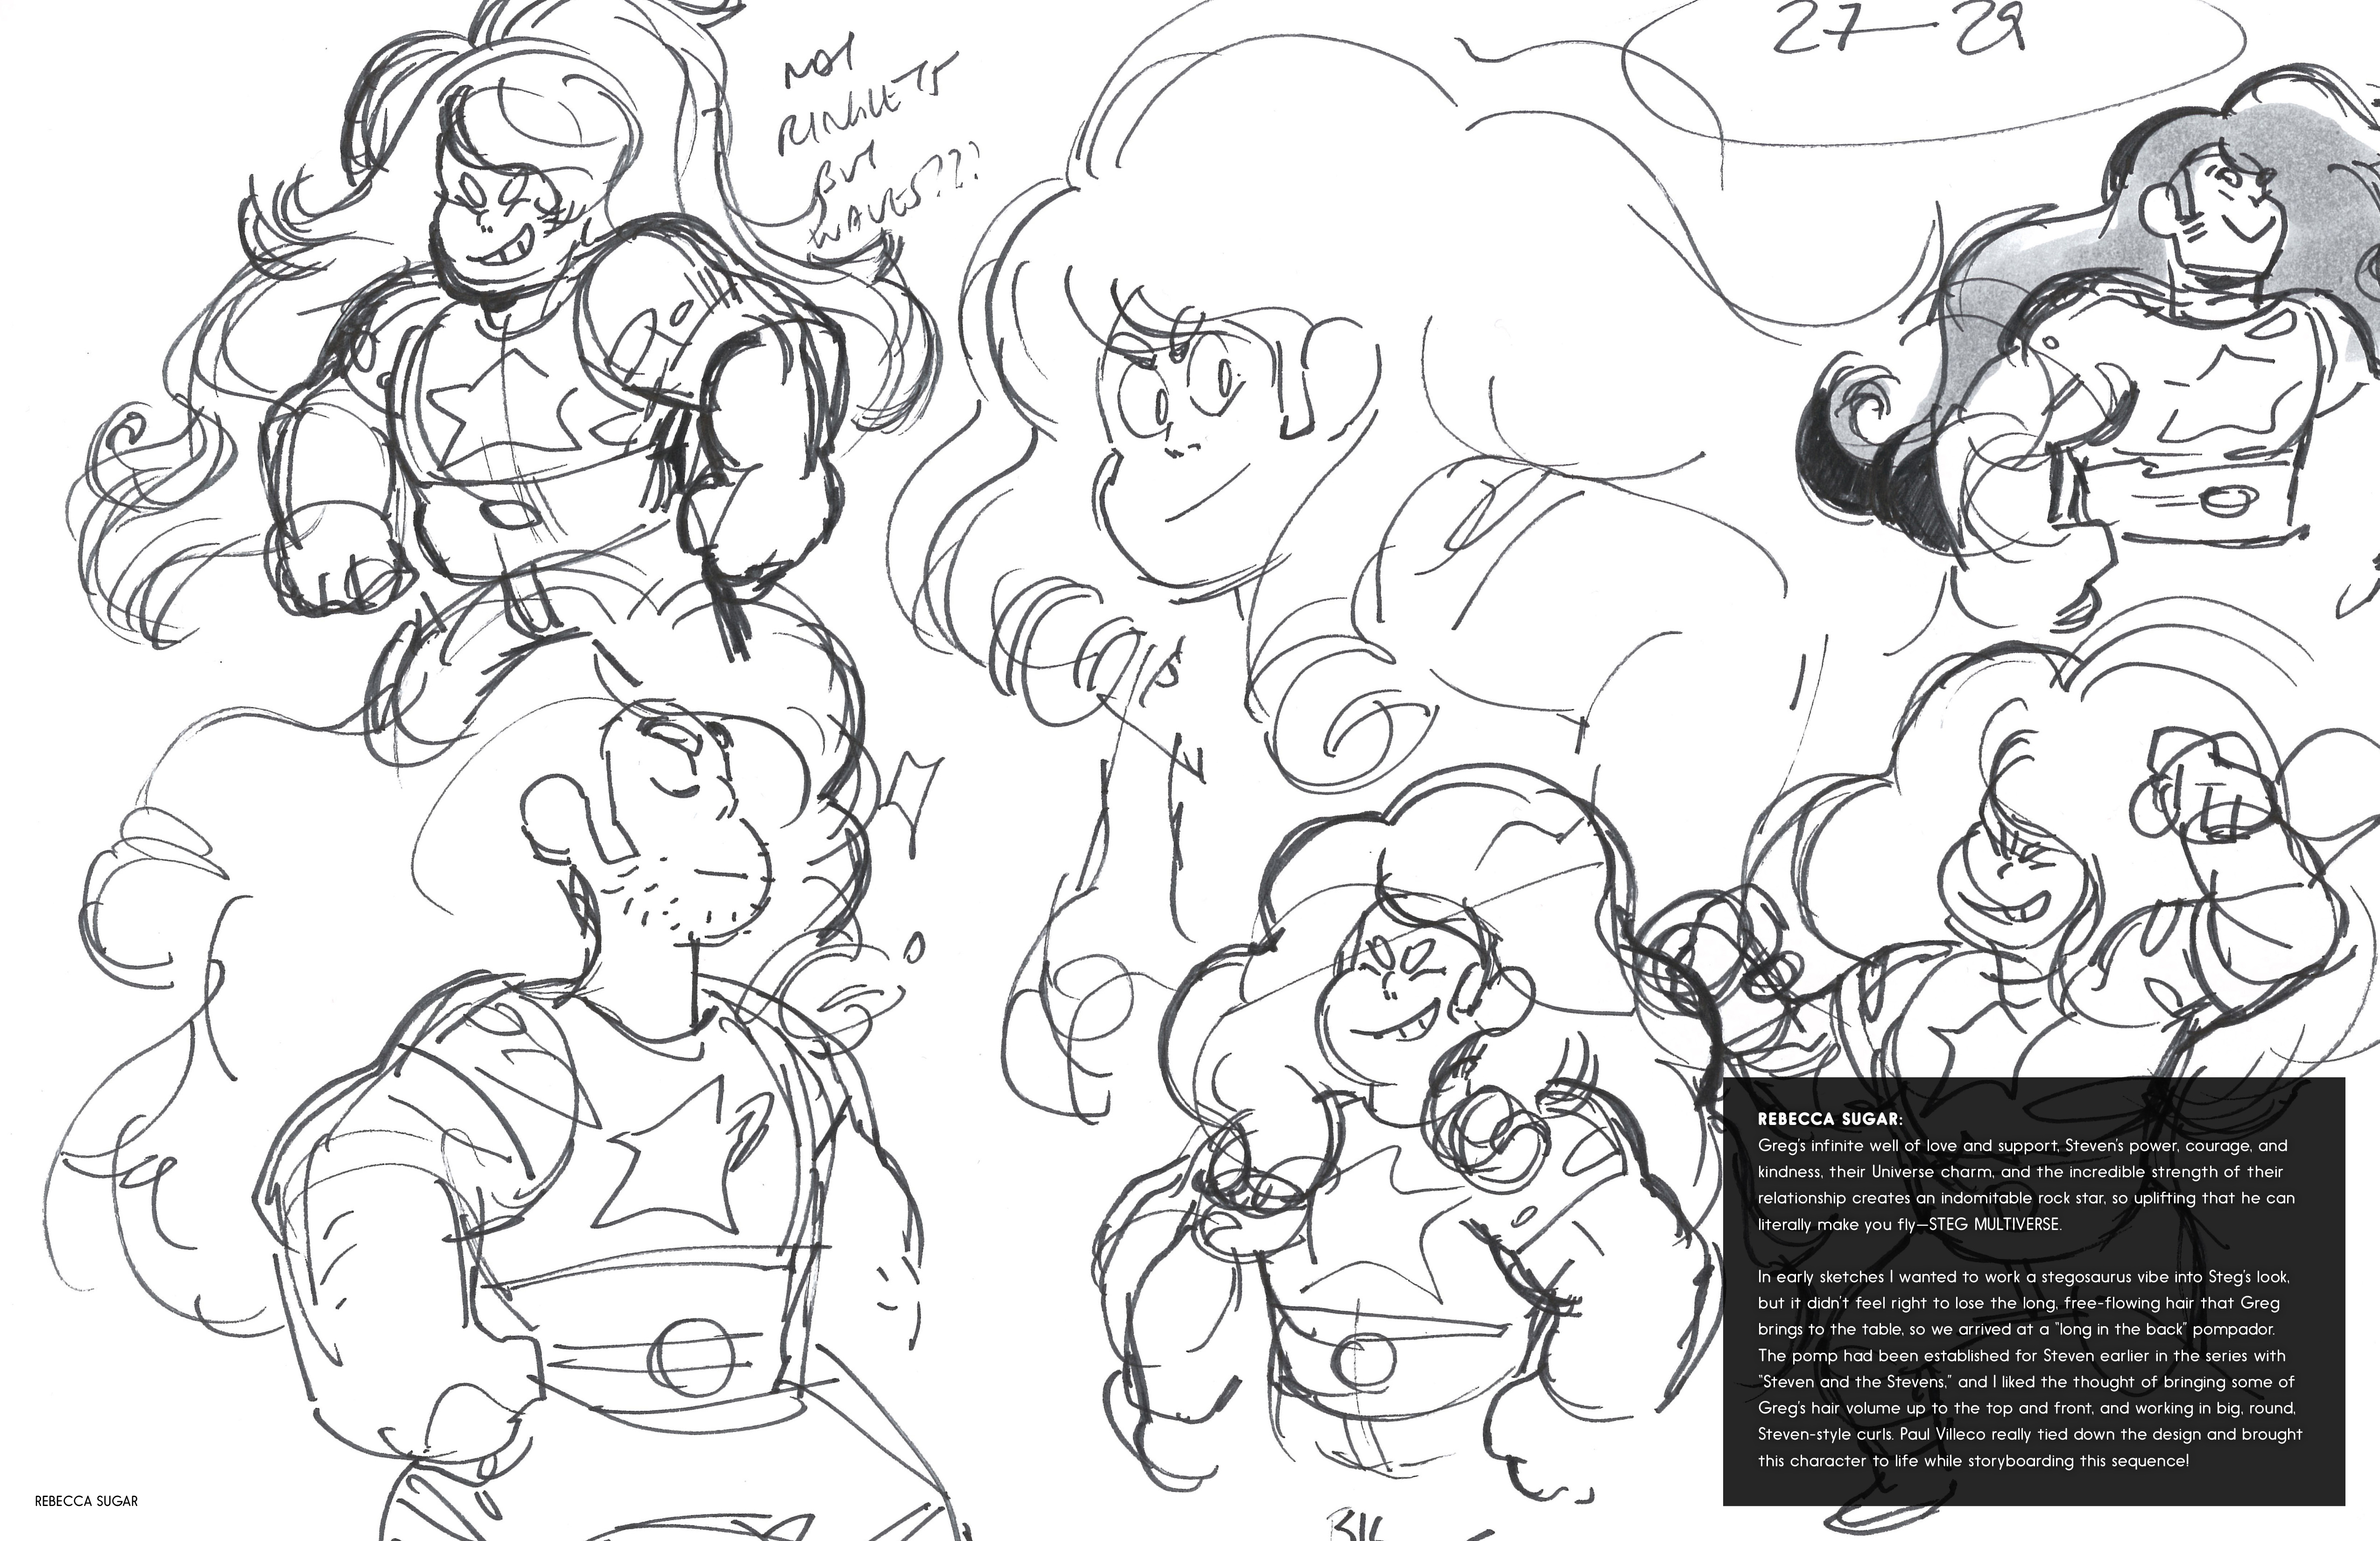 27-29
NOT
RINGLETS
BUT
WAVES???
REBECCA SUGAR:
Greg's infinite well of love and support, Steven's power, courage, and
kindness, their Universe charm, and the incredible strength of their
relationship creates an indomitable rock star, so uplifting that he can
literally make you fly—STEG MULTIVERSE.
In early sketches I wanted to work a stegosaurus vibe into Steg's look,
but it didn't feel right to lose the long, free-flowing hair that Greg
brings to the table, so we arrived at a "long in the back" pompador.
The pomp had been established for Steven earlier in the series with
"Steven and the Stevens," and I liked the thought of bringing some of
Greg's hair volume up to the top and front, and working in big, round,
Steven-style curls. Paul Villeco really tied down the design and brought
this character to life while storyboarding this sequence!
REBECCA SUGAR